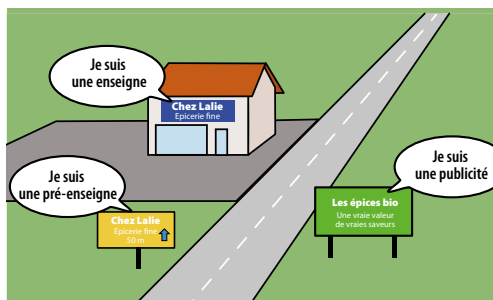 Je suis
une enseigne
Chez Lalie
Epicerie fine
Je suis
une publicité
Je suis
une pré-enseigne
Les épices bio
Une vraie valeur
de vraies saveurs
Chez Lalie
Epicerie fine
50 m